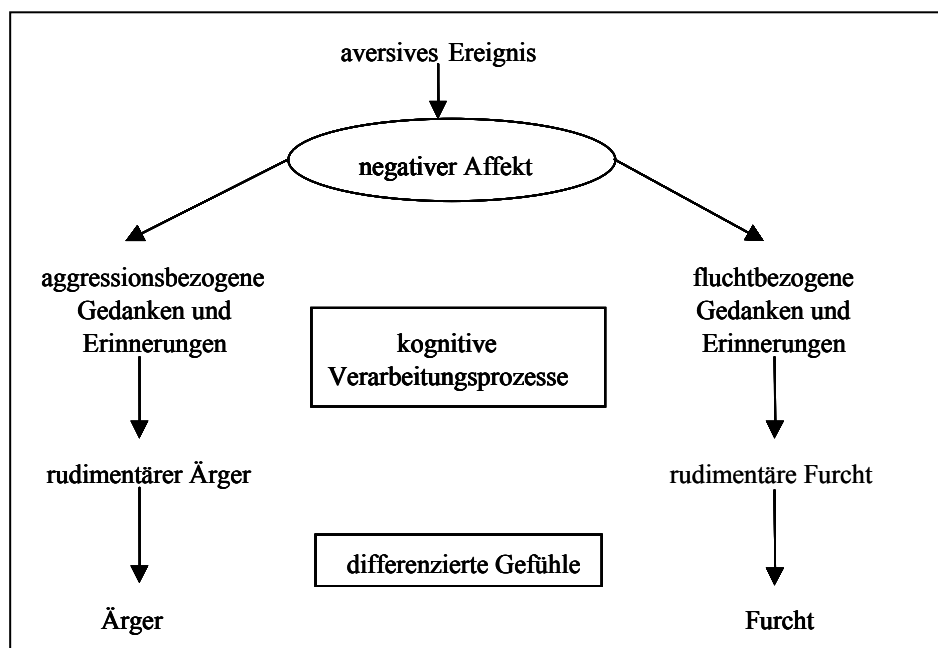 aversives Ereignis
negativer Affekt
aggressionsbezogene
Gedanken und
Erinnerungen
fluchtbezogene
Gedanken und
Erinnerungen
kognitive
Verarbeitungsprozesse
rudimentärer Ärger
rudimentäre Furcht
differenzierte Gefühle
Ärger
Furcht